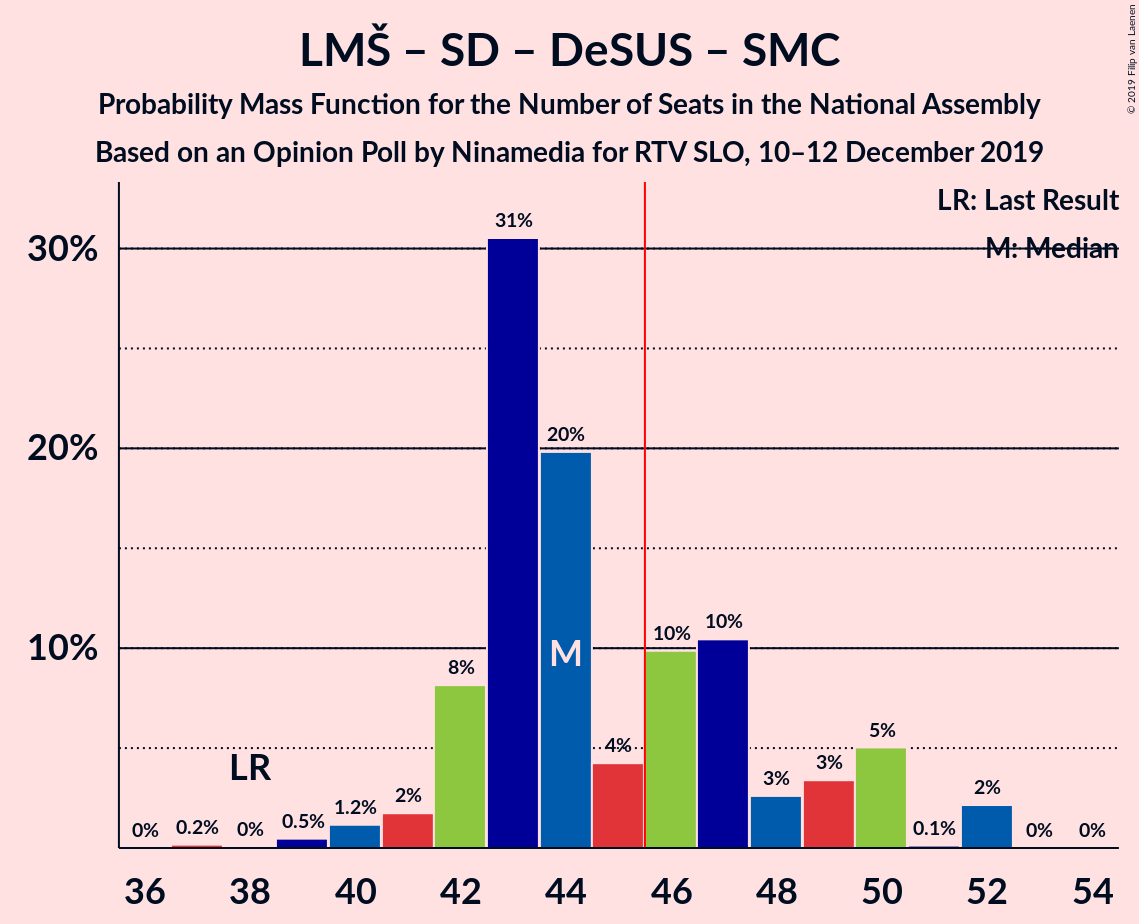 LMŠ – SD – DeSUS – SMC
Probability Mass Function for the Number of Seats in the National Assembly
Based on an Opinion Poll by Ninamedia for RTV SLO, 10–12 December 2019
© 2019 Filip van Laenen
LR: Last Result
M: Median
30%
20%
10%
0%
0.2%
0%
0.5%
1.2%
2%
8%
31%
20%
4%
10%
10%
3%
3%
5%
0.1%
2%
0%
0%
LR
M
36 38 40 42 44 46 48 50 52 54